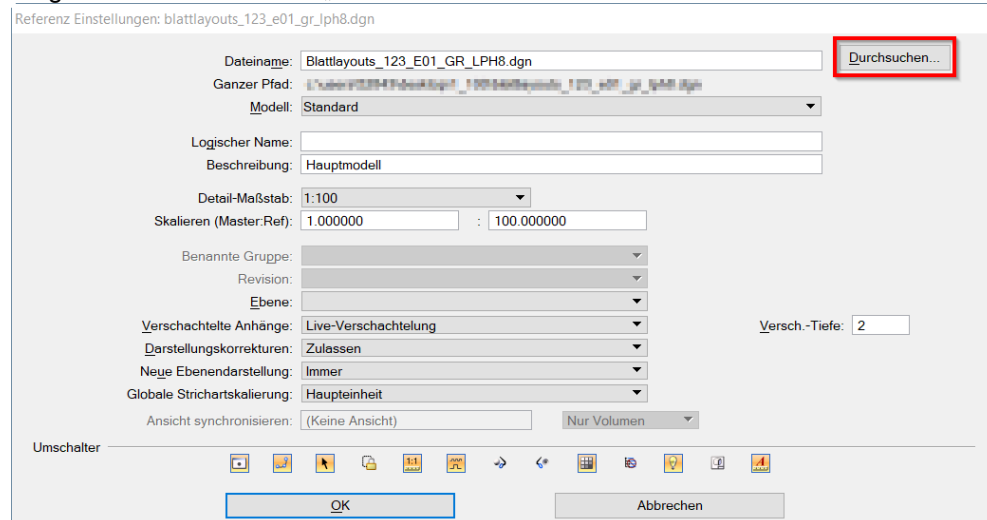 Referenz Einstellungen: blattlayouts_123_e01_gr_lph8.dgn
Dateiname: Blattlayouts_123_E01_GR_LPH8.dgn Durchsuchen...
Ganzer Pfad:
Modell: Standard
Logischer Name:
Beschreibung: Hauptmodell
Detail-Maßstab: 1:100
Skalieren (Master:Ref): 1.000000 : 100.000000
Benannte Gruppe:
Revision:
Ebene:
Verschachtelte Anhänge: Live-Verschachtelung Versch.-Tiefe: 2
Darstellungskorrekturen: Zulassen
Neue Ebenendarstellung: Immer
Globale Strichartskalierung: Haupteinheit
Ansicht synchronisieren: (Keine Ansicht) Nur Volumen
Umschalter
1:1
OK Abbrechen